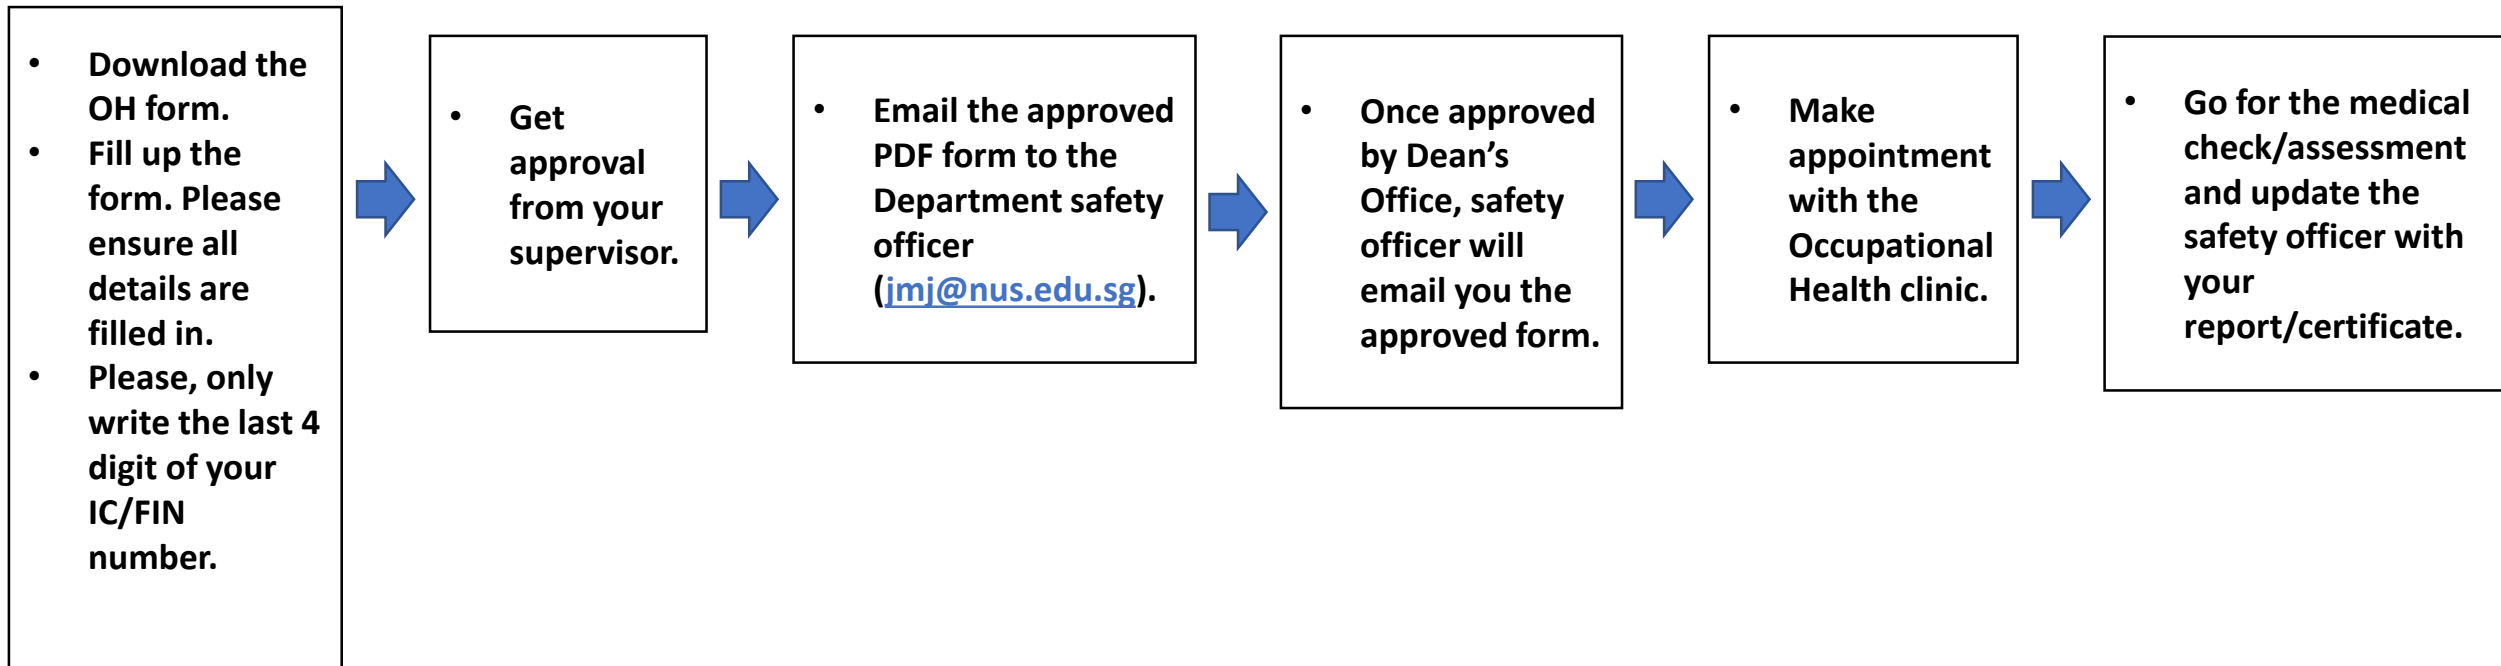 • Download the
OH form.
• Fill up the
form. Please
ensure all
details are
filled in.
• Please, only
write the last 4
digit of your
IC/FIN
number.
• Get
approval
from your
supervisor.
• Email the approved
PDF form to the
Department safety
officer
(jmj@nus.edu.sg).
• Once approved
by Dean’s
Office, safety
officer will
email you the
approved form.
• Make
appointment
with the
Occupational
Health clinic.
• Go for the medical
check/assessment
and update the
safety officer with
your
report/certificate.